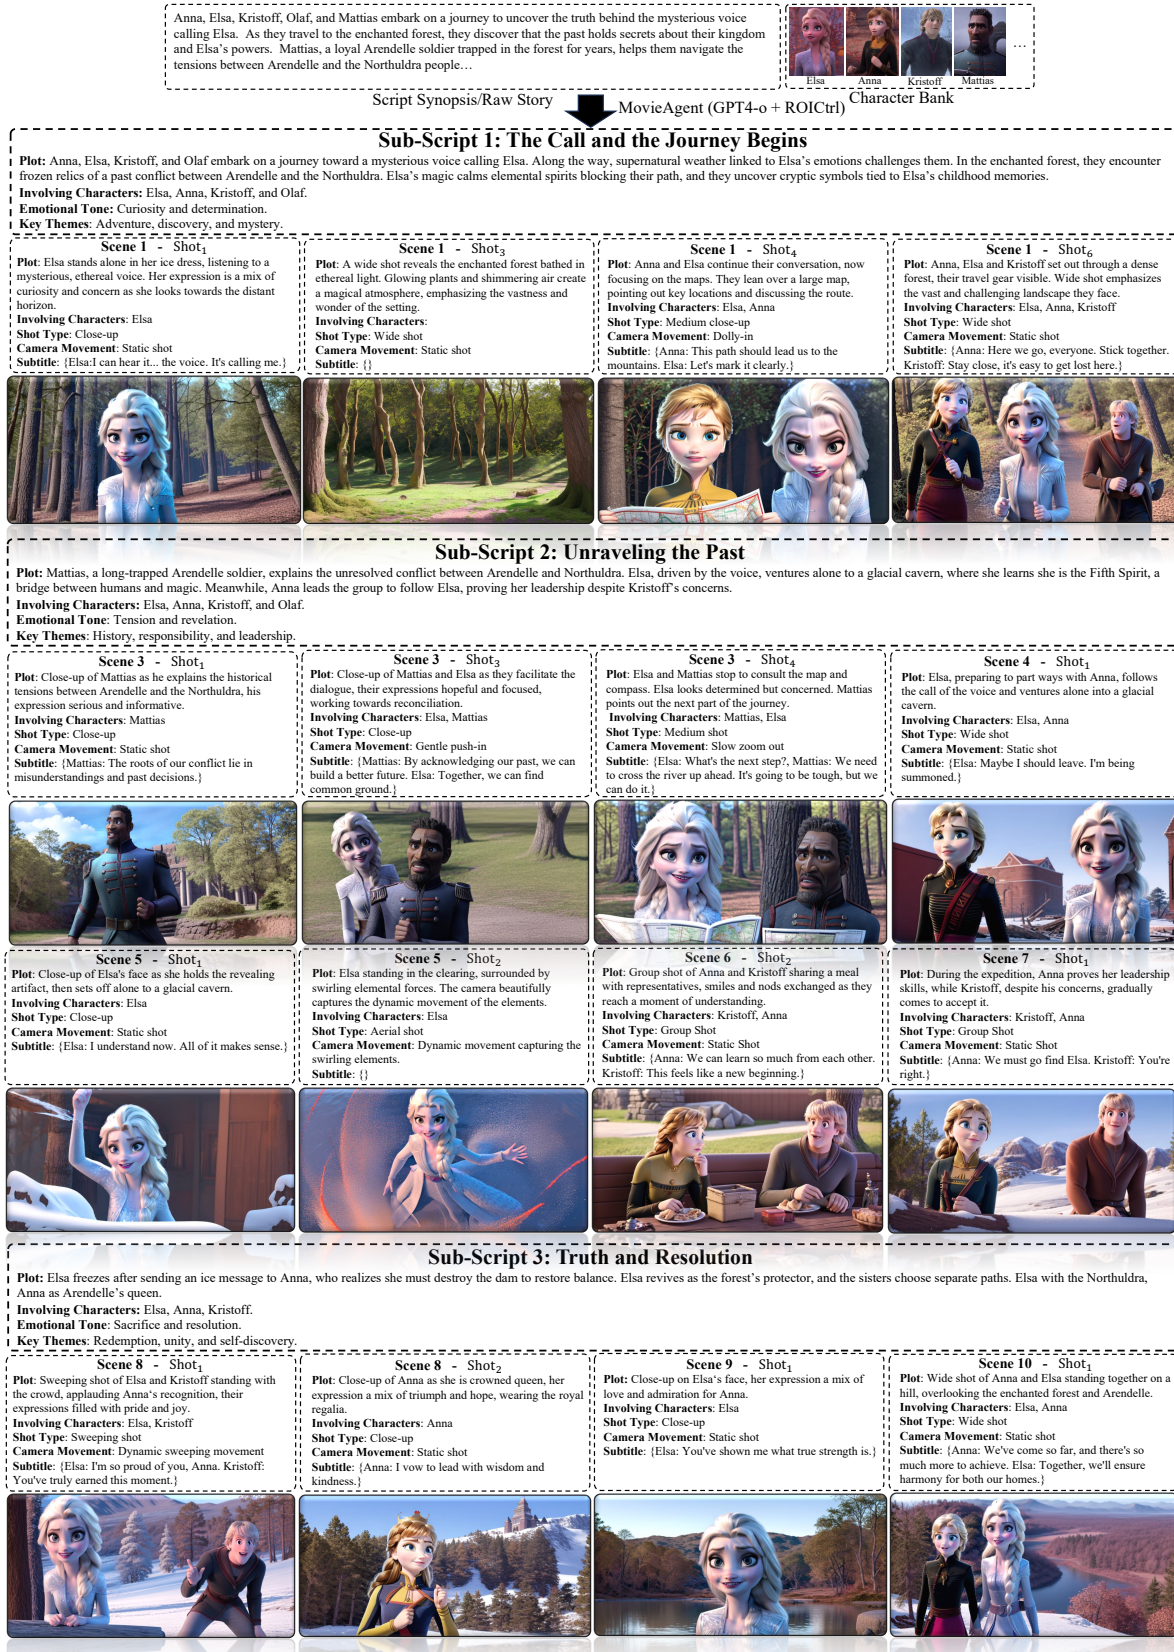 Anna, Elsa, Kristoff, Olaf, and Mattias embark on a journey to uncover the truth behind the mysterious voice
calling Elsa. As they travel to the enchanted forest, they discover that the past holds secrets about their kingdom
and Elsa's powers. Mattias, a loyal Arendelle soldier trapped in the forest for years, helps them navigate the
tensions between Arendelle and the Northuldra people…
Elsa Anna Kristoff Mattias ...
Script Synopsis/Raw Story
MovieAgent (GPT4-o + ROICtrl)
Character Bank
Sub-Script 1: The Call and the Journey Begins
Plot: Anna, Elsa, Kristoff, and Olaf embark on a journey toward a mysterious voice calling Elsa. Along the way, supernatural weather linked to Elsa's emotions challenges them. In the enchanted forest, they encounter
frozen relics of a past conflict between Arendelle and the Northuldra. Elsa's magic calms elemental spirits blocking their path, and they uncover cryptic symbols tied to Elsa's childhood memories.
Involving Characters: Elsa, Anna, Kristoff, and Olaf.
Emotional Tone: Curiosity and determination.
Key Themes: Adventure, discovery, and mystery.
Scene 1 - Shot1
Plot: Elsa stands alone in her ice dress, listening to a
mysterious, ethereal voice. Her expression is a mix of
curiosity and concern as she looks towards the distant
horizon.
Involving Characters: Elsa
Shot Type: Close-up
Camera Movement: Static shot
Subtitle: {Elsa:I can hear it... the voice. It's calling me.}
Scene 1 - Shot3
Plot: A wide shot reveals the enchanted forest bathed in
ethereal light. Glowing plants and shimmering air create
a magical atmosphere, emphasizing the vastness and
wonder of the setting.
Involving Characters:
Shot Type: Wide shot
Camera Movement: Static shot
Subtitle: {}
Scene 1 - Shot4
Plot: Anna and Elsa continue their conversation, now
focusing on the maps. They lean over a large map,
pointing out key locations and discussing the route.
Involving Characters: Elsa, Anna
Shot Type: Medium close-up
Camera Movement: Dolly-in
Subtitle: {Anna: This path should lead us to the
mountains. Elsa: Let's mark it clearly.}
Scene 1 - Shot6
Plot: Anna, Elsa and Kristoff set out through a dense
forest, their travel gear visible. Wide shot emphasizes
the vast and challenging landscape they face.
Involving Characters: Elsa, Anna, Kristoff
Shot Type: Wide shot
Camera Movement: Static shot
Subtitle: {Anna: Here we go, everyone. Stick together.
Kristoff: Stay close, it's easy to get lost here.}
Sub-Script 2: Unraveling the Past
Plot: Mattias, a long-trapped Arendelle soldier, explains the unresolved conflict between Arendelle and Northuldra. Elsa, driven by the voice, ventures alone to a glacial cavern, where she learns she is the Fifth Spirit, a
bridge between humans and magic. Meanwhile, Anna leads the group to follow Elsa, proving her leadership despite Kristoff's concerns.
Involving Characters: Elsa, Anna, Kristoff, and Olaf.
Emotional Tone: Tension and revelation.
Key Themes: History, responsibility, and leadership.
Scene 3 - Shot1
Plot: Close-up of Mattias as he explains the historical
tensions between Arendelle and the Northuldra, his
expression serious and informative.
Involving Characters: Mattias
Shot Type: Close-up
Camera Movement: Static shot
Subtitle: {Mattias: The roots of our conflict lie in
misunderstandings and past decisions.}
Scene 3 - Shot3
Plot: Close-up of Mattias and Elsa as they facilitate the
dialogue, their expressions hopeful and focused,
working towards reconciliation.
Involving Characters: Elsa, Mattias
Shot Type: Close-up
Camera Movement: Gentle push-in
Subtitle: {Mattias: By acknowledging our past, we can
build a better future. Elsa: Together, we can find
common ground.}
Scene 3 - Shot4
Plot: Elsa and Mattias stop to consult the map and
compass. Elsa looks determined but concerned. Mattias
points out the next part of the journey.
Involving Characters: Mattias, Elsa
Shot Type: Medium shot
Camera Movement: Slow zoom out
Subtitle: {Elsa: What's the next step?, Mattias: We need
to cross the river up ahead. It's going to be tough, but we
can do it.}
Scene 4 - Shot1
Plot: Elsa, preparing to part ways with Anna, follows
the call of the voice and ventures alone into a glacial
cavern.
Involving Characters: Elsa, Anna
Shot Type: Wide shot
Camera Movement: Static shot
Subtitle: {Elsa: Maybe I should leave. I'm being
summoned.}
Scene 5 - Shot1
Plot: Close-up of Elsa's face as she holds the revealing
artifact, then sets off alone to a glacial cavern.
Involving Characters: Elsa
Shot Type: Close-up
Camera Movement: Static shot
Subtitle: {Elsa: I understand now. All of it makes sense.}
Scene 5 - Shot2
Plot: Elsa standing in the clearing, surrounded by
swirling elemental forces. The camera beautifully
captures the dynamic movement of the elements.
Involving Characters: Elsa
Shot Type: Aerial shot
Camera Movement: Dynamic movement capturing the
swirling elements.
Subtitle: {}
Scene 6 - Shot2
Plot: Group shot of Anna and Kristoff sharing a meal
with representatives, smiles and nods exchanged as they
reach a moment of understanding.
Involving Characters: Kristoff, Anna
Shot Type: Group Shot
Camera Movement: Static Shot
Subtitle: {Anna: We can learn so much from each other.
Kristoff: This feels like a new beginning.}
Scene 7 - Shot1
Plot: During the expedition, Anna proves her leadership
skills, while Kristoff, despite his concerns, gradually
comes to accept it.
Involving Characters: Kristoff, Anna
Shot Type: Group Shot
Camera Movement: Static Shot
Subtitle: {Anna: We must go find Elsa. Kristoff: You're
right.}
Sub-Script 3: Truth and Resolution
Plot: Elsa freezes after sending an ice message to Anna, who realizes she must destroy the dam to restore balance. Elsa revives as the forest's protector, and the sisters choose separate paths. Elsa with the Northuldra,
Anna as Arendelle's queen.
Involving Characters: Elsa, Anna, Kristoff.
Emotional Tone: Sacrifice and resolution.
Key Themes: Redemption, unity, and self-discovery.
Scene 8 - Shot1
Plot: Sweeping shot of Elsa and Kristoff standing with
the crowd, applauding Anna's recognition, their
expressions filled with pride and joy.
Involving Characters: Elsa, Kristoff
Shot Type: Sweeping shot
Camera Movement: Dynamic sweeping movement
Subtitle: {Elsa: I'm so proud of you, Anna. Kristoff:
You've truly earned this moment.}
Scene 8 - Shot2
Plot: Close-up of Anna as she is crowned queen, her
expression a mix of triumph and hope, wearing the royal
regalia.
Involving Characters: Anna
Shot Type: Close-up
Camera Movement: Static shot
Subtitle: {Anna: I vow to lead with wisdom and
kindness.}
Scene 9 - Shot1
Plot: Close-up on Elsa's face, her expression a mix of
love and admiration for Anna.
Involving Characters: Elsa
Shot Type: Close-up
Camera Movement: Static shot
Subtitle: {Elsa: You've shown me what true strength is.}
Scene 10 - Shot1
Plot: Wide shot of Anna and Elsa standing together on a
hill, overlooking the enchanted forest and Arendelle.
Involving Characters: Elsa, Anna
Shot Type: Wide shot
Camera Movement: Static shot
Subtitle: {Anna: We've come so far, and there's so
much more to achieve. Elsa: Together, we'll ensure
harmony for both our homes.}